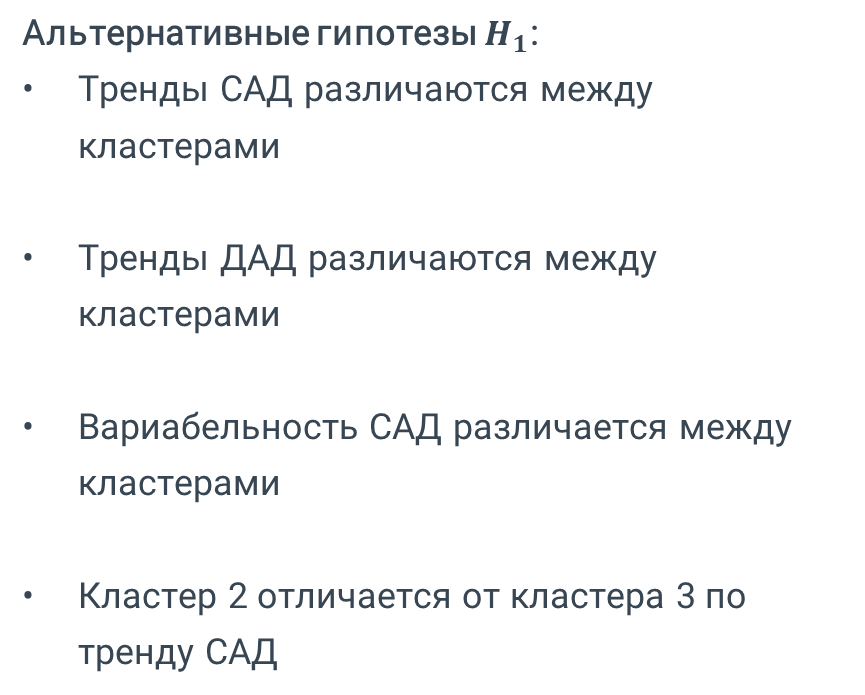 Альтернативные гипотезы H₁:
• Тренды САД различаются между
кластерами
• Тренды ДАД различаются между
кластерами
• Вариабельность САД различается между
кластерами
• Кластер 2 отличается от кластера 3 по
тренду САД